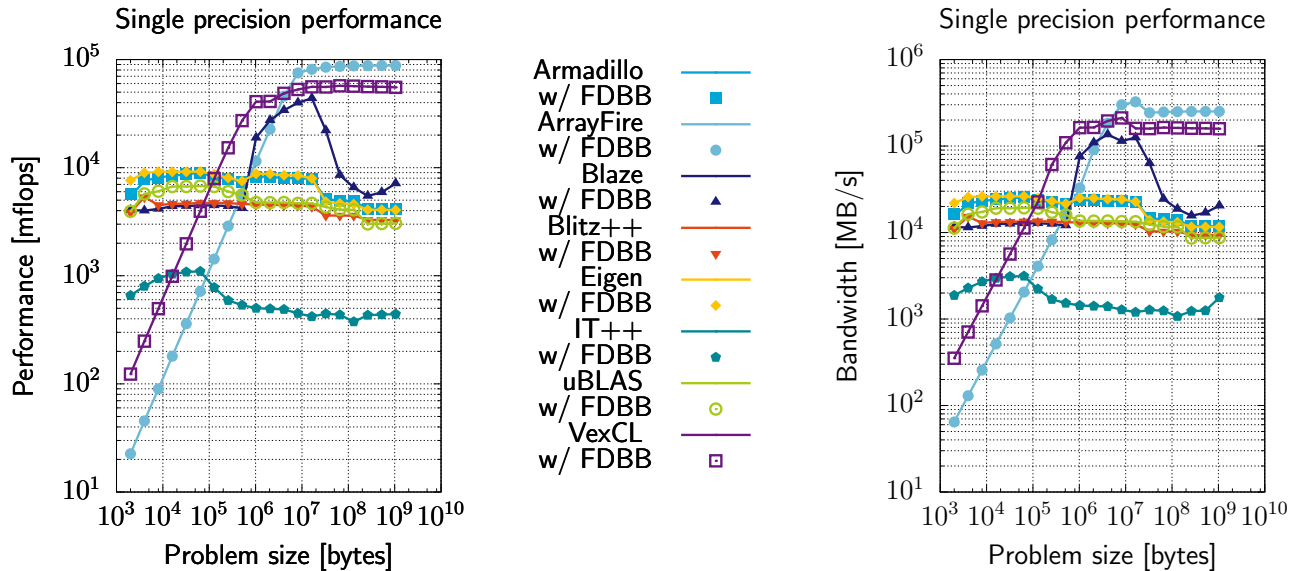 Single precision performance
10^5
10^4
10^3
10^2
10^1
Performance [mflops]
10^3 10^4 10^5 10^6 10^7 10^8 10^9 10^10
Problem size [bytes]
Armadillo
w/ FDBB
ArrayFire
w/ FDBB
Blaze
w/ FDBB
Blitz++
w/ FDBB
Eigen
w/ FDBB
IT++
w/ FDBB
uBLAS
w/ FDBB
VexCL
w/ FDBB
Single precision performance
10^6
10^5
10^4
10^3
10^2
10^1
Bandwidth [MB/s]
10^3 10^4 10^5 10^6 10^7 10^8 10^9 10^10
Problem size [bytes]